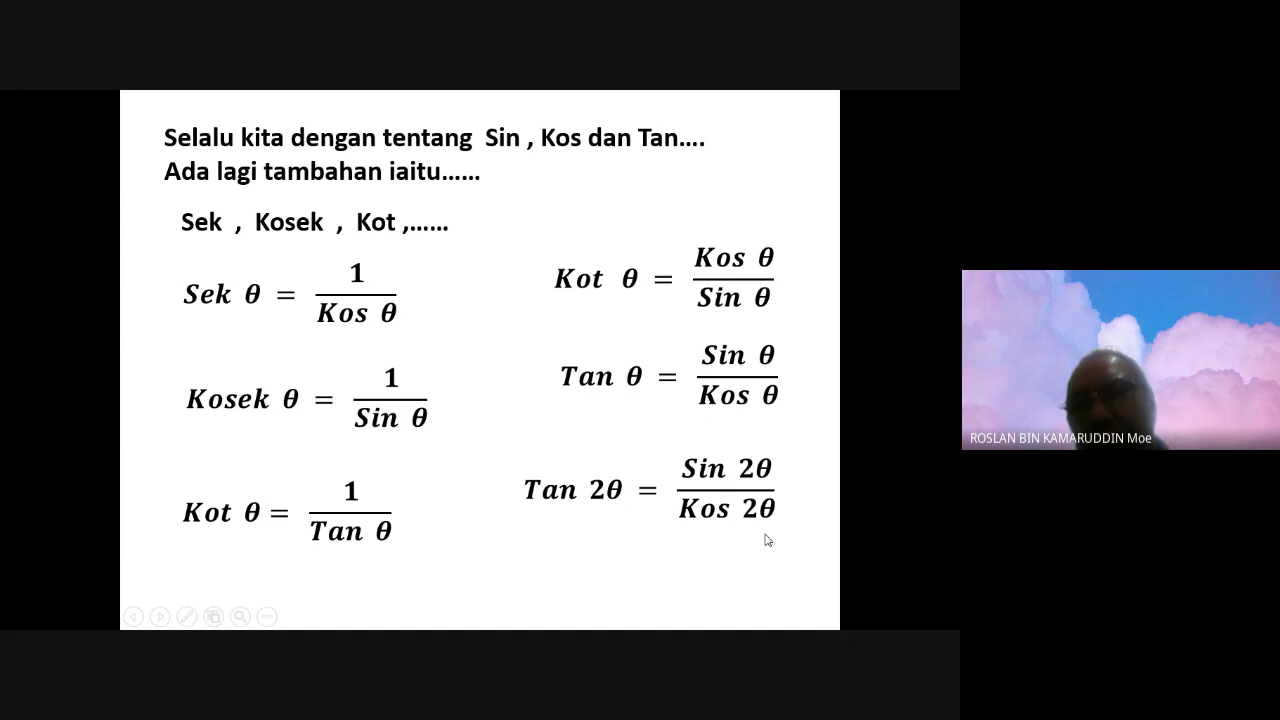 Selalu kita dengan tentang Sin , Kos dan Tan....
Ada lagi tambahan iaitu......
Sek , Kosek , Kot ,......
Sek θ = 1 / Kos θ
Kosek θ = 1 / Sin θ
Kot θ = 1 / Tan θ
Kot θ = Kos θ / Sin θ
Tan θ = Sin θ / Kos θ
Tan 2θ = Sin 2θ / Kos 2θ
ROSLAN BIN KAMARUDDIN Moe